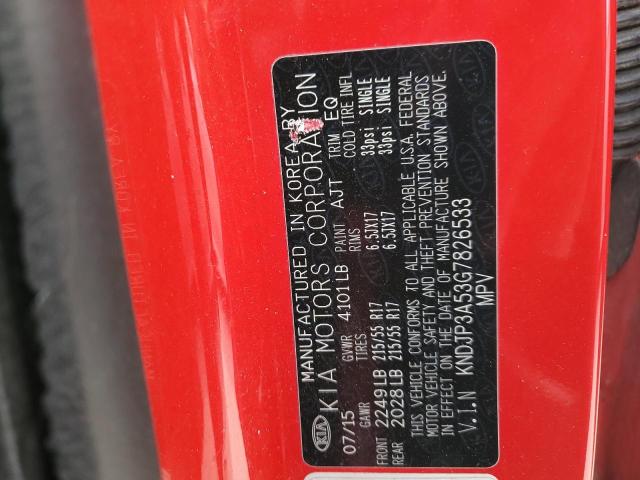 MANUFACTURED IN KOREA BY
KIA KIA MOTORS CORPORATION
07/15 GVWR 4101LB PAINT AJT TRIM EQ
GAWR TIRES RIMS COLD TIRE INFL
FRONT 2249LB 215/55 R17 6.5JX17 33psi SINGLE
REAR 2028LB 215/55 R17 6.5JX17 33psi SINGLE
THIS VEHICLE CONFORMS TO ALL APPLICABLE U.S.A. FEDERAL
MOTOR VEHICLE SAFETY AND THEFT PREVENTION STANDARDS
IN EFFECT ON THE DATE OF MANUFACTURE SHOWN ABOVE.
V.I.N KNDJP3A53G7826533
MPV